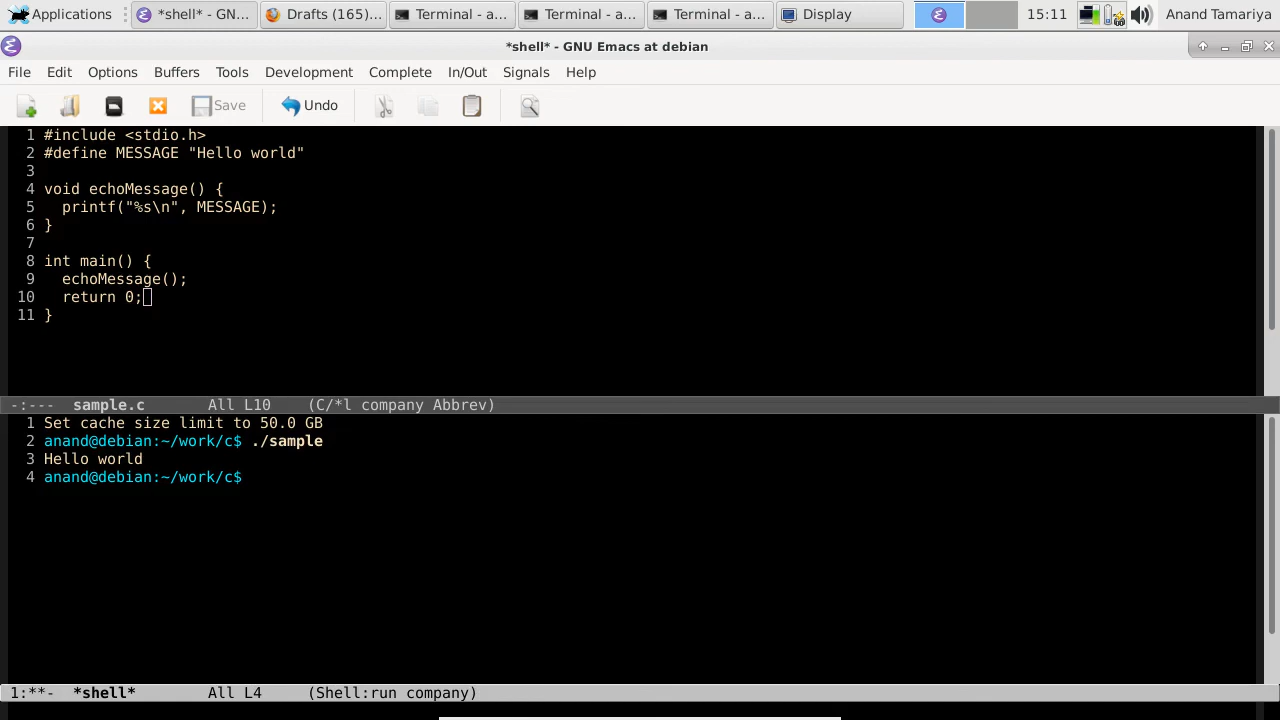 Applications *shell* - GN... Drafts (165)... Terminal - a... Terminal - a... Terminal - a... Display 15:11 Anand Tamariya
*shell* - GNU Emacs at debian
File Edit Options Buffers Tools Development Complete In/Out Signals Help
Save Undo
1 #include <stdio.h>
2 #define MESSAGE "Hello world"
3
4 void echoMessage() {
5   printf("%s\n", MESSAGE);
6 }
7
8 int main() {
9   echoMessage();
10   return 0;
11 }
-:--- sample.c All L10 (C/*l company Abbrev)
1 Set cache size limit to 50.0 GB
2 anand@debian:~/work/c$ ./sample
3 Hello world
4 anand@debian:~/work/c$
1:**- *shell* All L4 (Shell:run company)